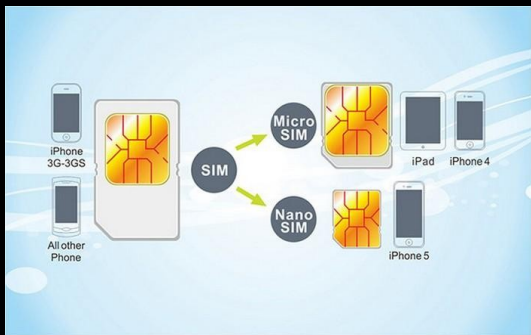 iPhone
3G-3GS
All other
Phone
SIM
Micro
SIM
iPad
iPhone 4
Nano
SIM
iPhone 5